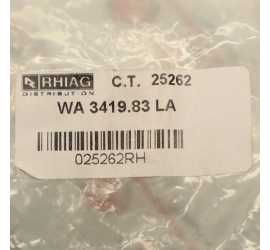 RHIAG C.T. 25262
DISTRIBUTION
WA 3419.83 LA
025262RH